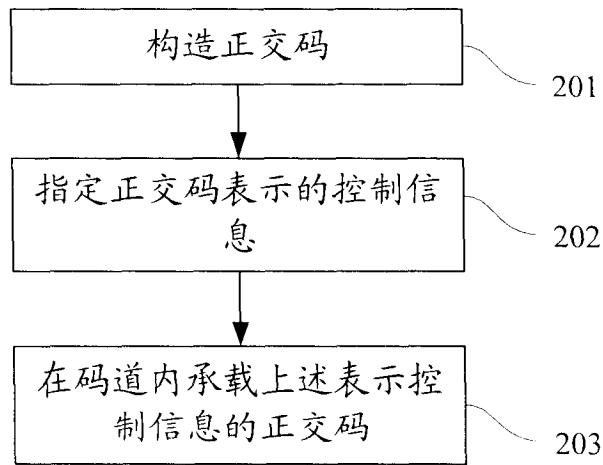 构造正交码
201
指定正交码表示的控制信
息
202
在码道内承载上述表示控
制信息的正交码
203